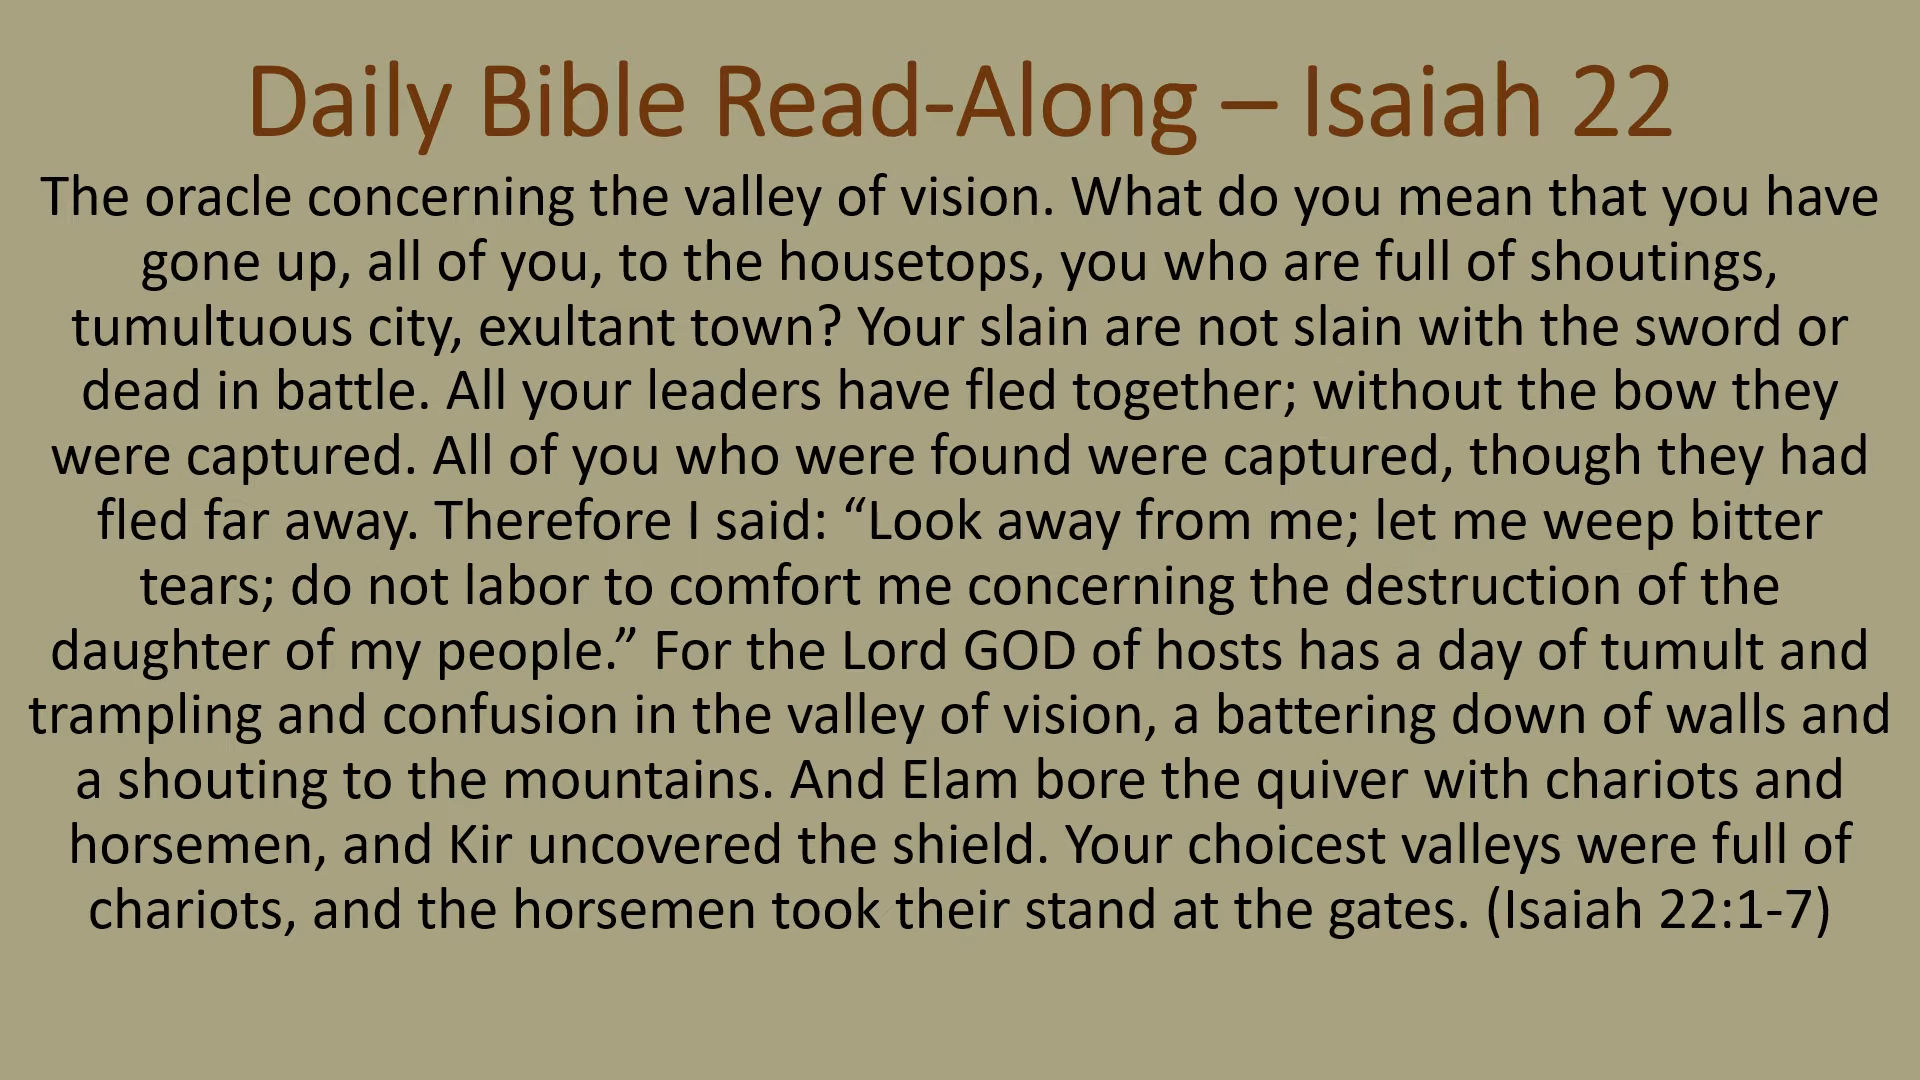 Daily Bible Read-Along – Isaiah 22
The oracle concerning the valley of vision. What do you mean that you have
gone up, all of you, to the housetops, you who are full of shoutings,
tumultuous city, exultant town? Your slain are not slain with the sword or
dead in battle. All your leaders have fled together; without the bow they
were captured. All of you who were found were captured, though they had
fled far away. Therefore I said: “Look away from me; let me weep bitter
tears; do not labor to comfort me concerning the destruction of the
daughter of my people.” For the Lord GOD of hosts has a day of tumult and
trampling and confusion in the valley of vision, a battering down of walls and
a shouting to the mountains. And Elam bore the quiver with chariots and
horsemen, and Kir uncovered the shield. Your choicest valleys were full of
chariots, and the horsemen took their stand at the gates. (Isaiah 22:1-7)